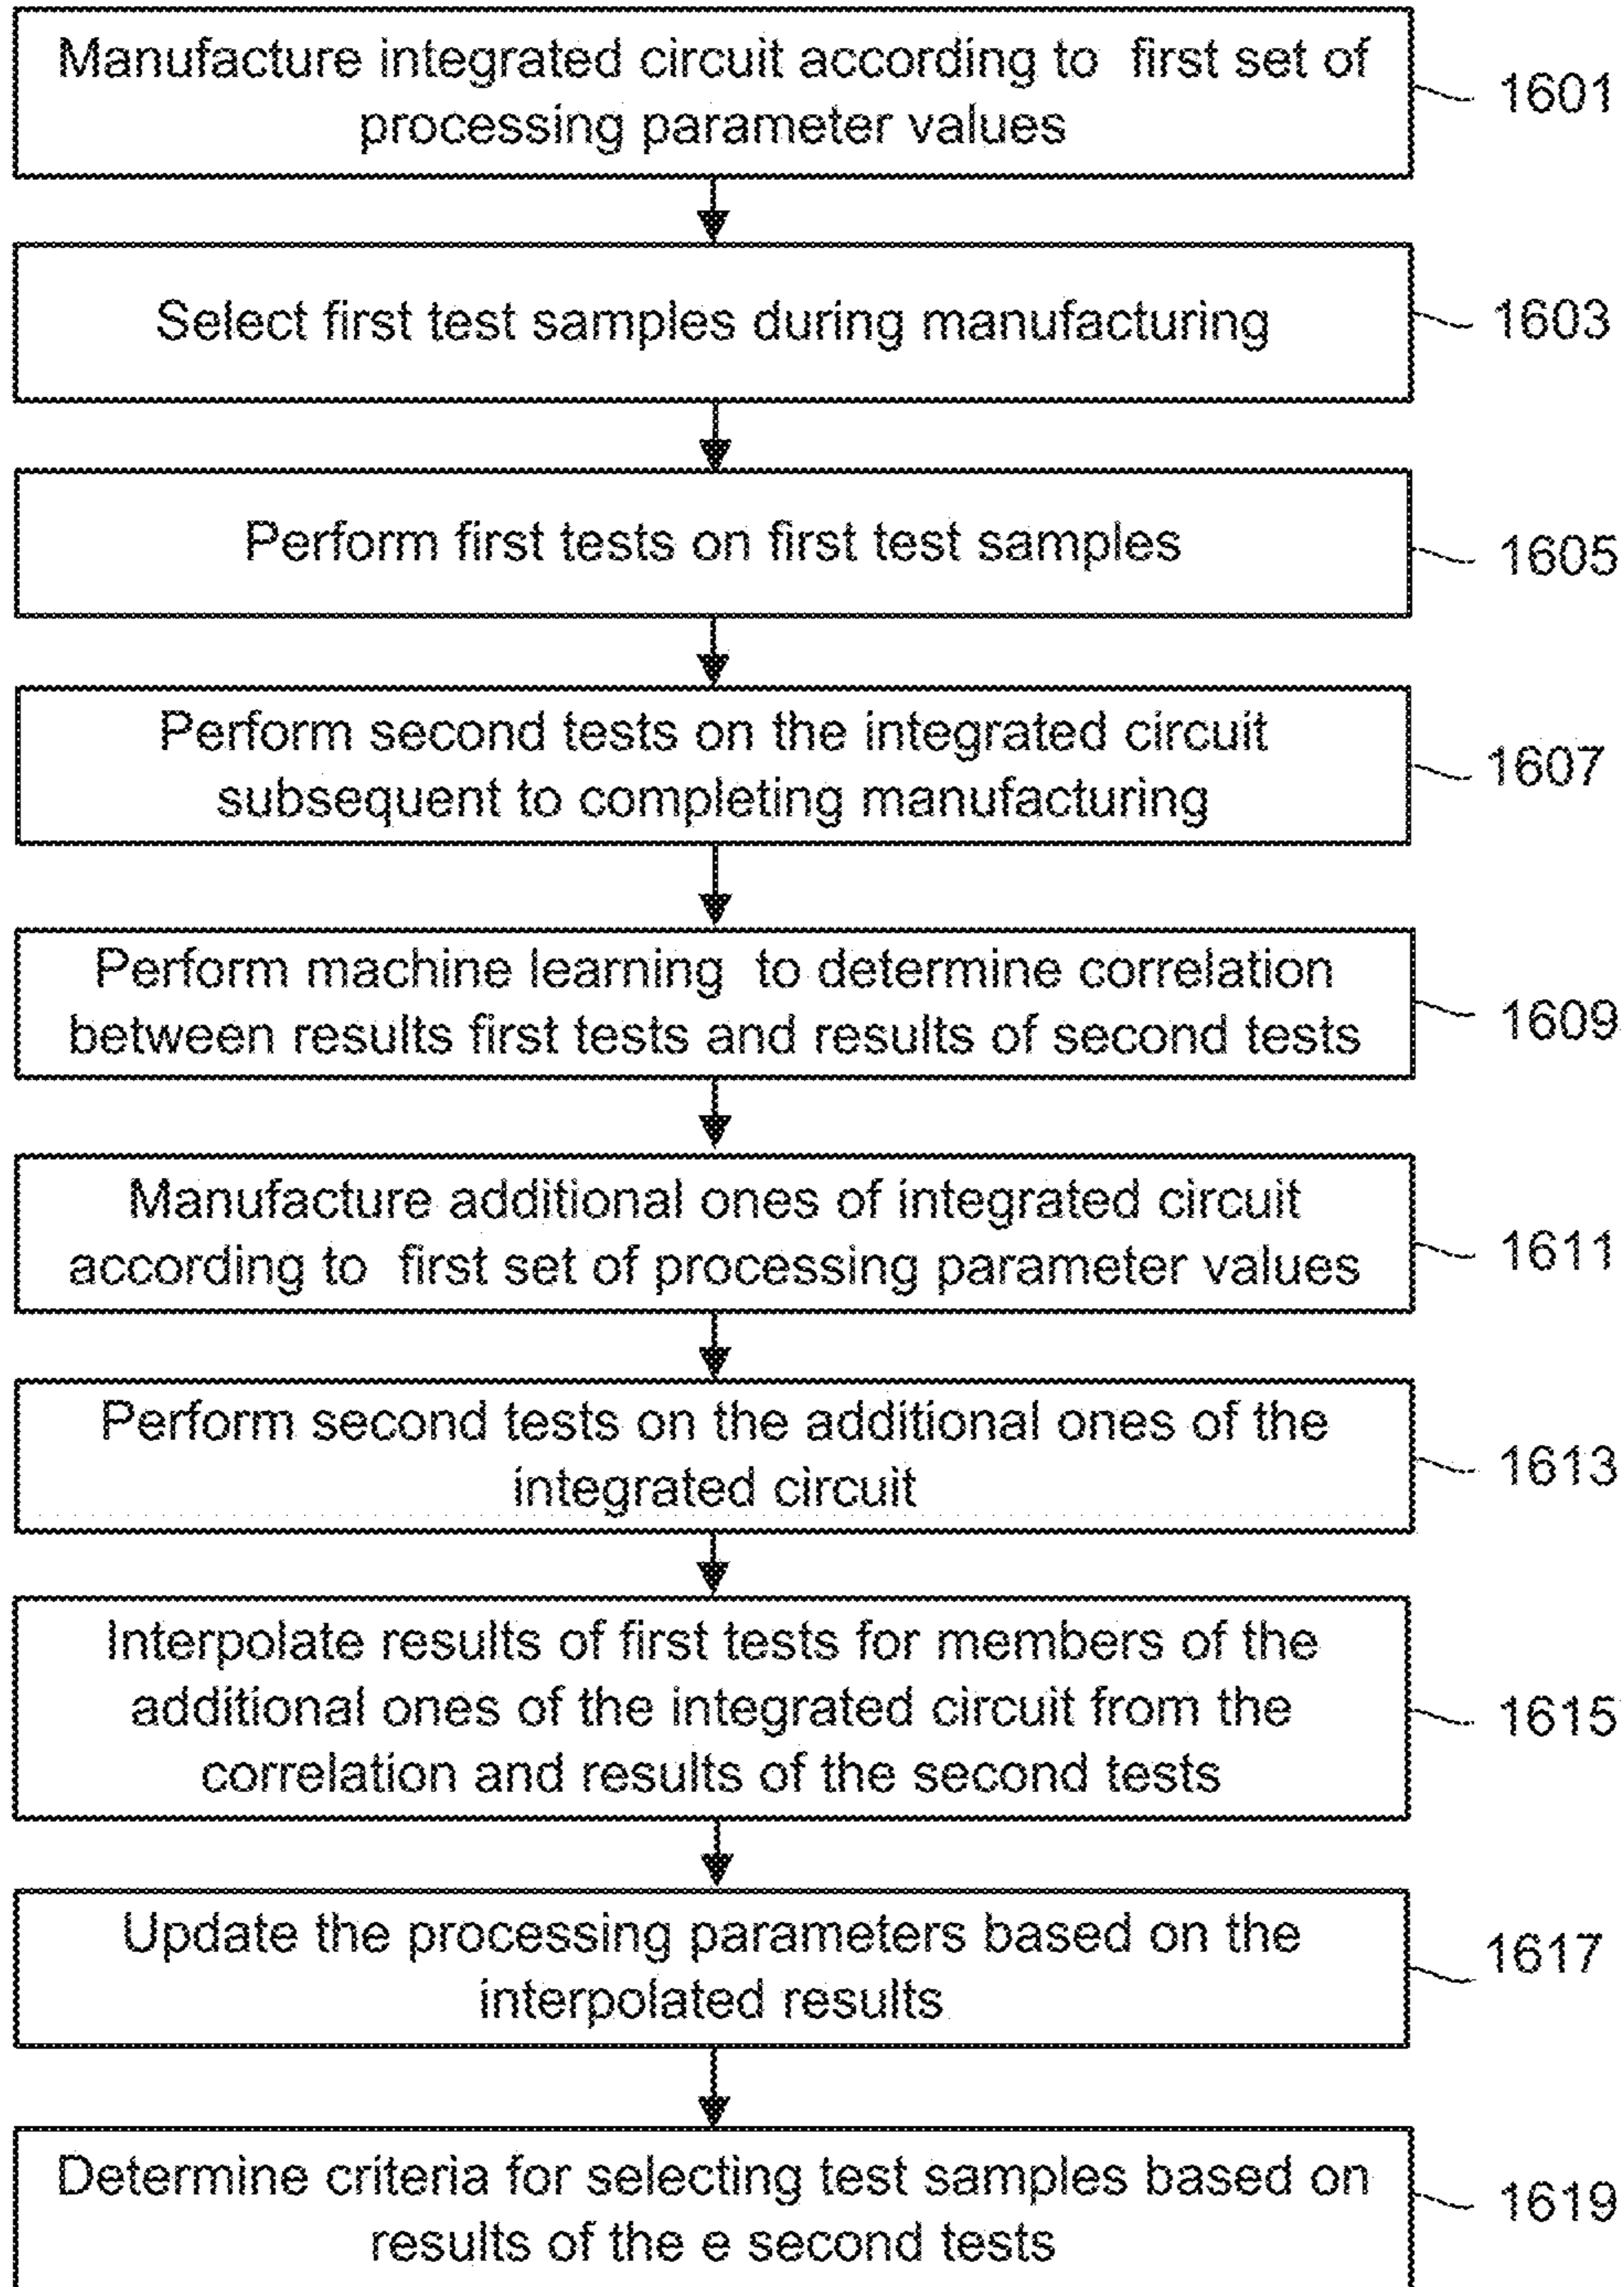 Manufacture integrated circuit according to first set of
processing parameter values
1601
Select first test samples during manufacturing
1603
Perform first tests on first test samples
1605
Perform second tests on the integrated circuit
subsequent to completing manufacturing
1607
Perform machine learning to determine correlation
between results first tests and results of second tests
1609
Manufacture additional ones of integrated circuit
according to first set of processing parameter values
1611
Perform second tests on the additional ones of the
integrated circuit
1613
Interpolate results of first tests for members of the
additional ones of the integrated circuit from the
correlation and results of the second tests
1615
Update the processing parameters based on the
interpolated results
1617
Determine criteria for selecting test samples based on
results of the e second tests
1619